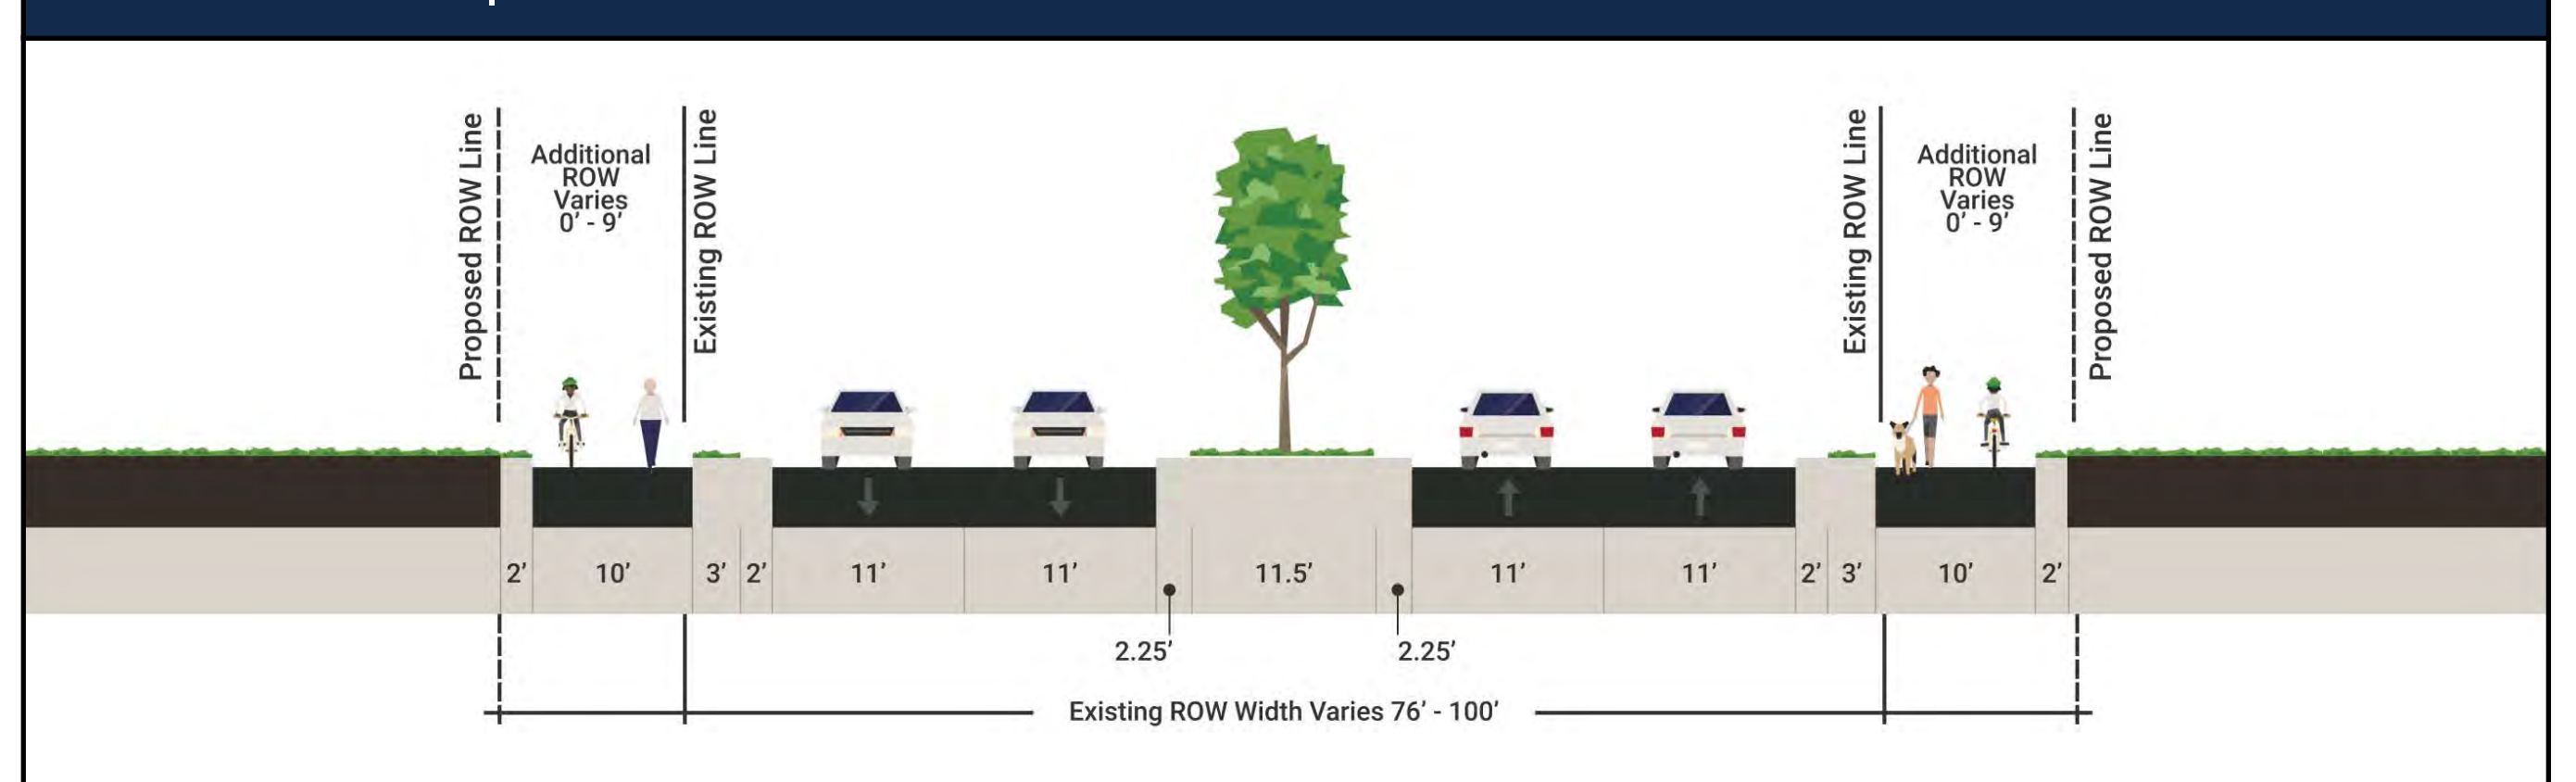 Proposed ROW Line
Additional
ROW
Varies
0' - 9'
Existing ROW Line
Existing ROW Line
Additional
ROW
Varies
0' - 9'
Proposed ROW Line
2' 10' 3' 2' 11' 11' 11.5' 11' 11' 2' 3' 10' 2'
2.25' 2.25'
Existing ROW Width Varies 76' - 100'